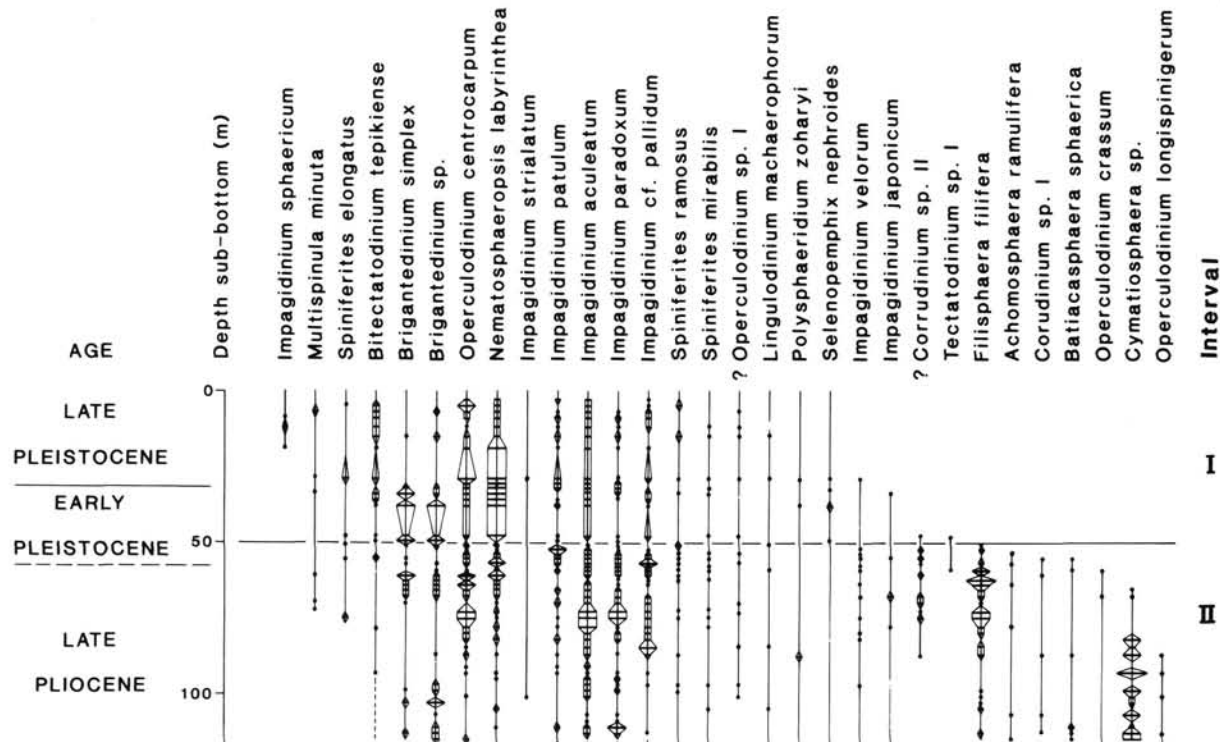 Depth sub-bottom (m)
Impagidinium sphaericum
Multispinula minuta
Spiniferites elongatus
Bitectatodinium tepikiense
Brigantedinium simplex
Brigantedinium sp.
Operculodinium centrocarpum
Nematosphaeropsis labyrinthea
Impagidinium strialatum
Impagidinium patulum
Impagidinium aculeatum
Impagidinium paradoxum
Impagidinium cf. pallidum
Spiniferites ramosus
Spiniferites mirabilis
? Operculodinium sp. I
Lingulodinium machaerophorum
Polysphaeridium zoharyi
Selenopemphix nephroides
Impagidinium velorum
Impagidinium japonicum
? Corrudinium sp. II
Tectatodinium sp. I
Filisphaera filifera
Achomosphaera ramulifera
Corudinium sp. I
Batiacasphaera sphaerica
Operculodinium crassum
Cymatiosphaera sp.
Operculodinium longispinigerum
Interval
AGE
0
LATE
PLEISTOCENE
I
EARLY
PLEISTOCENE
50
II
LATE
PLIOCENE
100